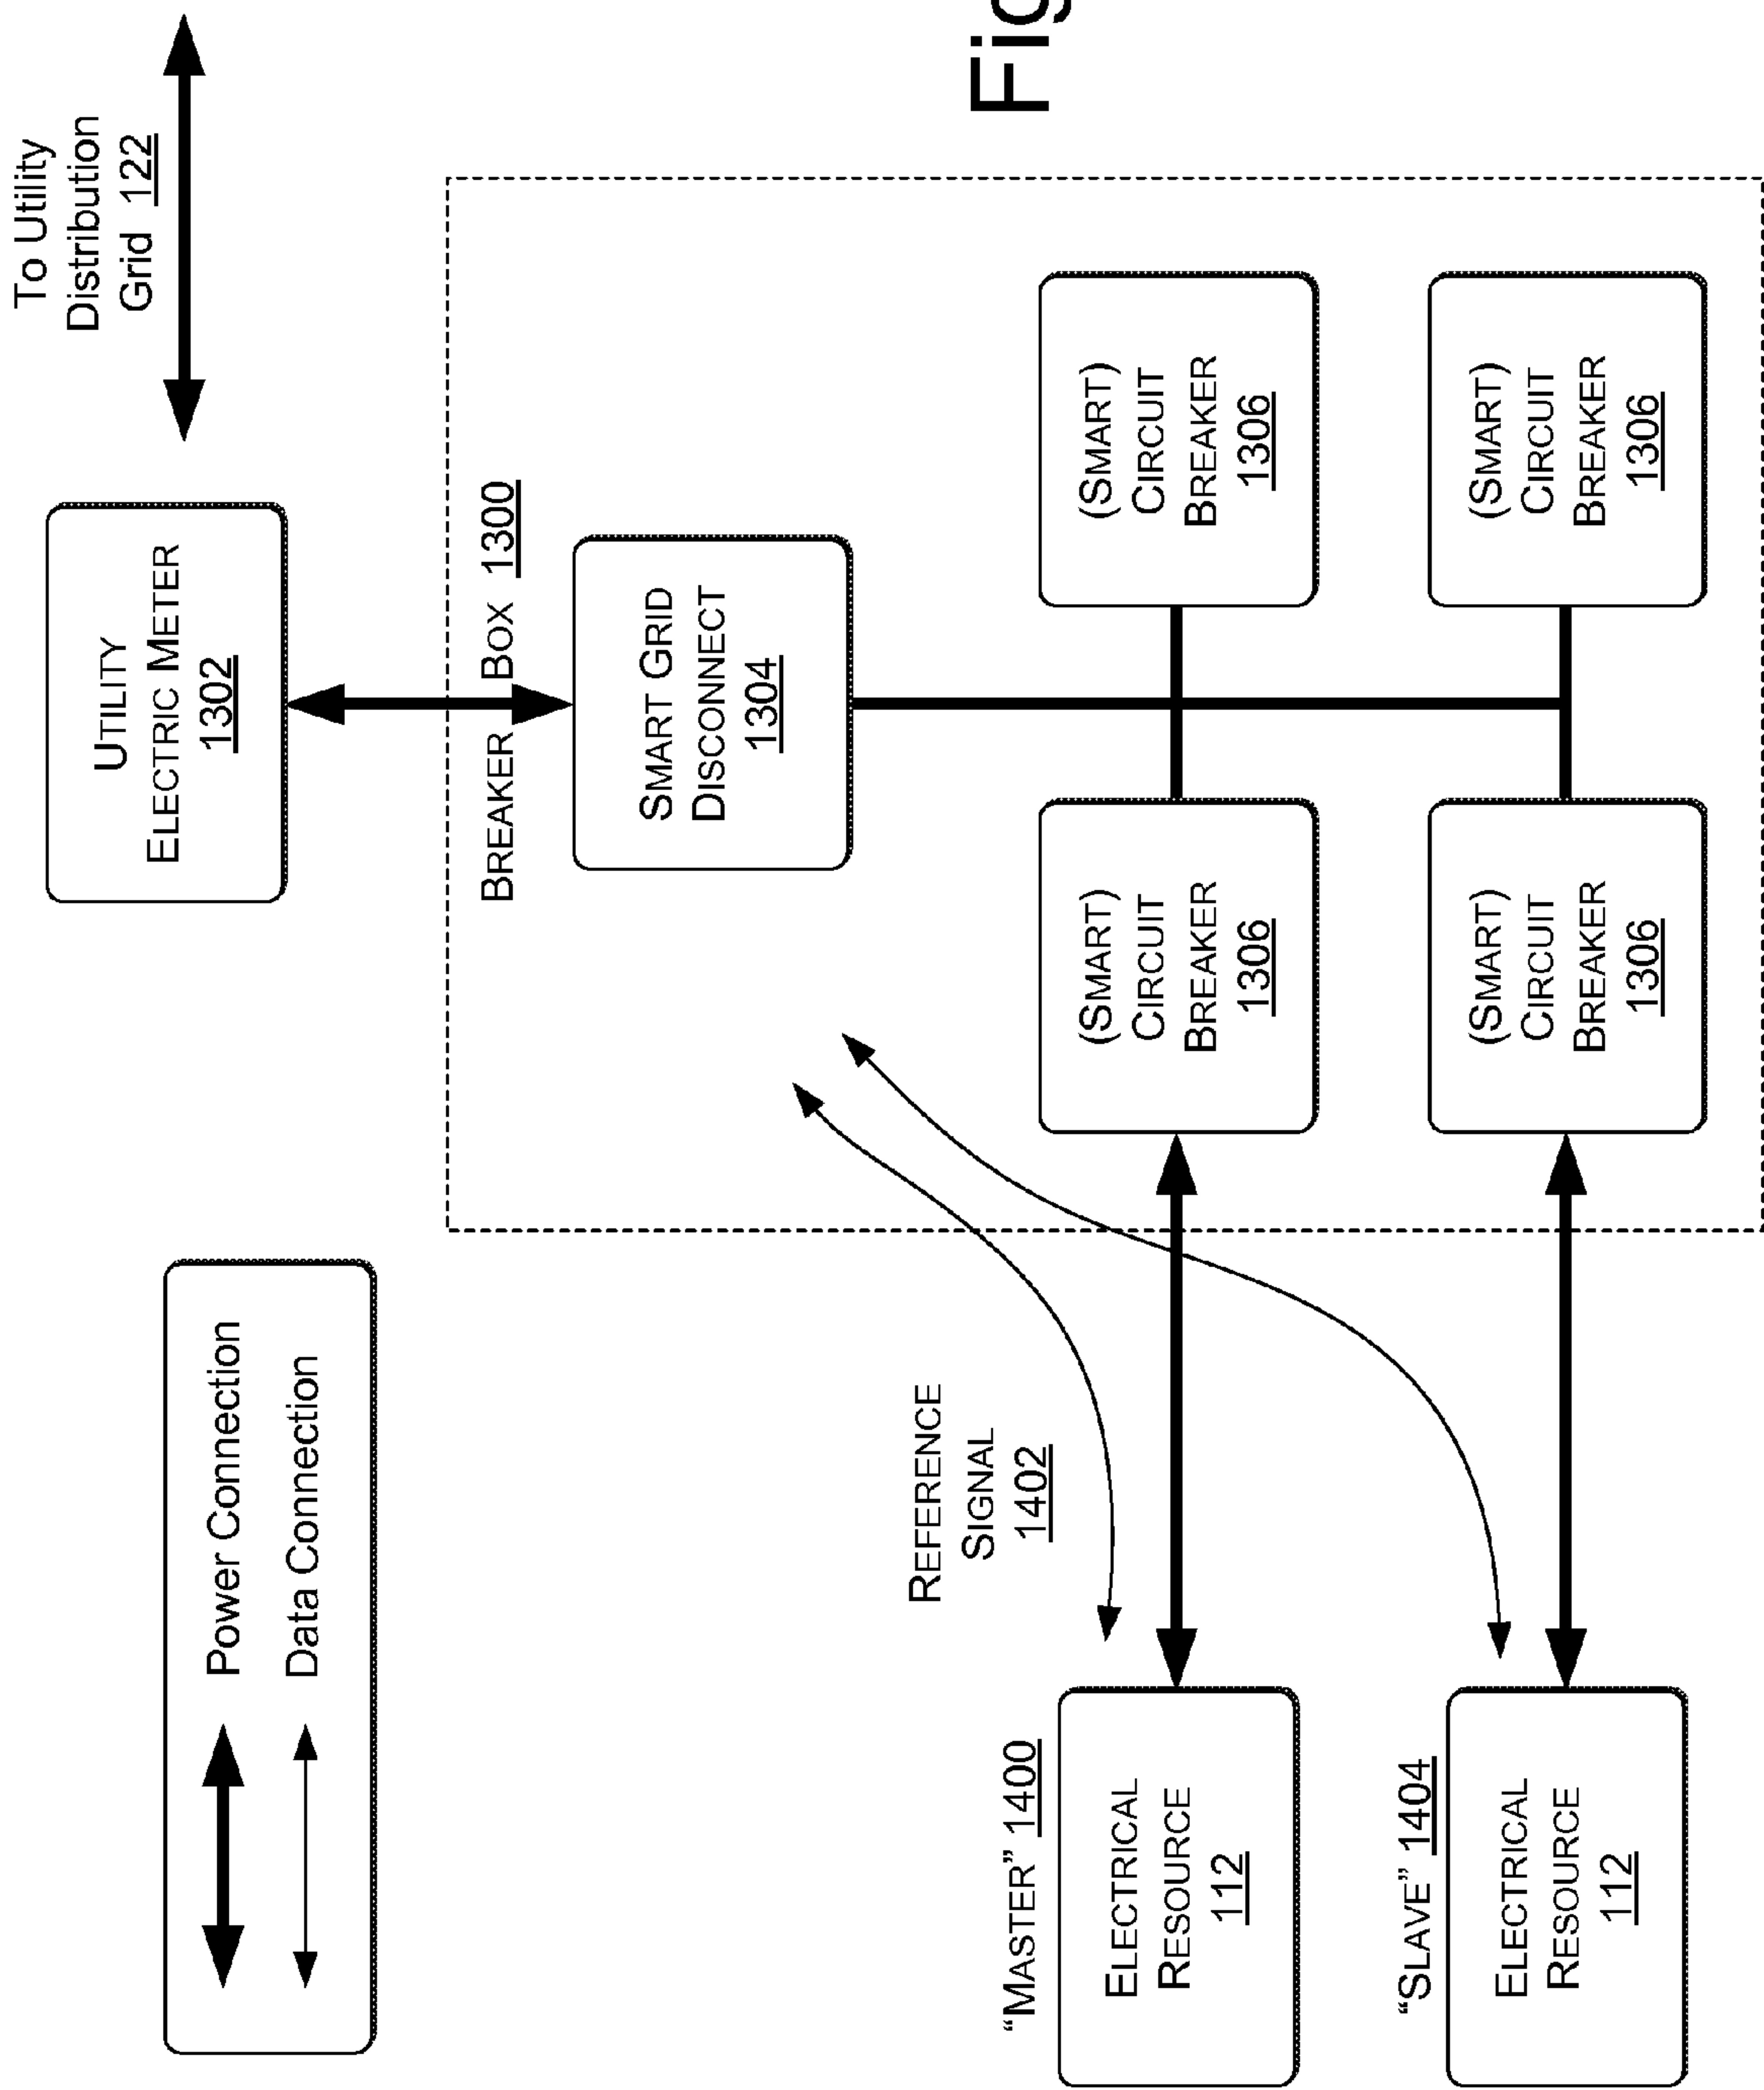 Power Connection
Data Connection
To Utility
Distribution
Grid 122
UTILITY
ELECTRIC METER
1302
BREAKER BOX 1300
SMART GRID
DISCONNECT
1304
REFERENCE
SIGNAL
1402
"MASTER" 1400
ELECTRICAL
RESOURCE
112
(SMART)
CIRCUIT
BREAKER
1306
(SMART)
CIRCUIT
BREAKER
1306
"SLAVE" 1404
ELECTRICAL
RESOURCE
112
(SMART)
CIRCUIT
BREAKER
1306
(SMART)
CIRCUIT
BREAKER
1306
Fig